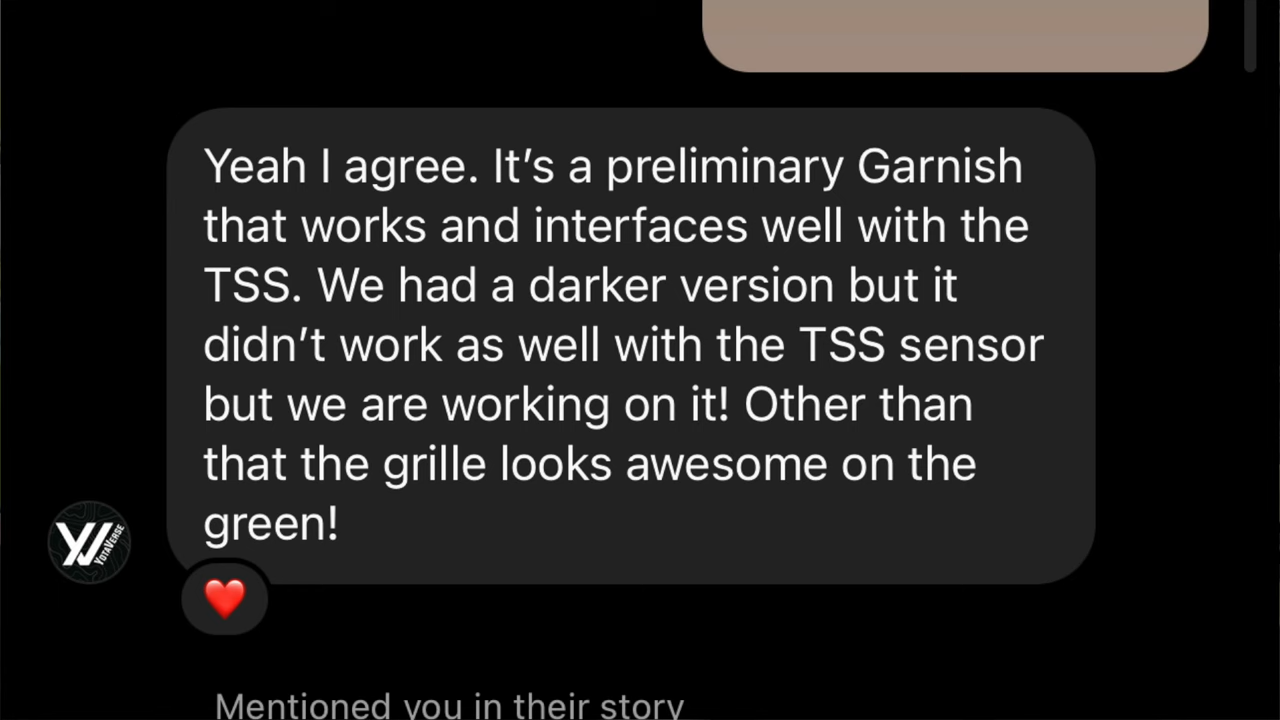 Yeah I agree. It’s a preliminary Garnish
that works and interfaces well with the
TSS. We had a darker version but it
didn’t work as well with the TSS sensor
but we are working on it! Other than
that the grille looks awesome on the
green!
YOTAVERSE
Mentioned you in their story